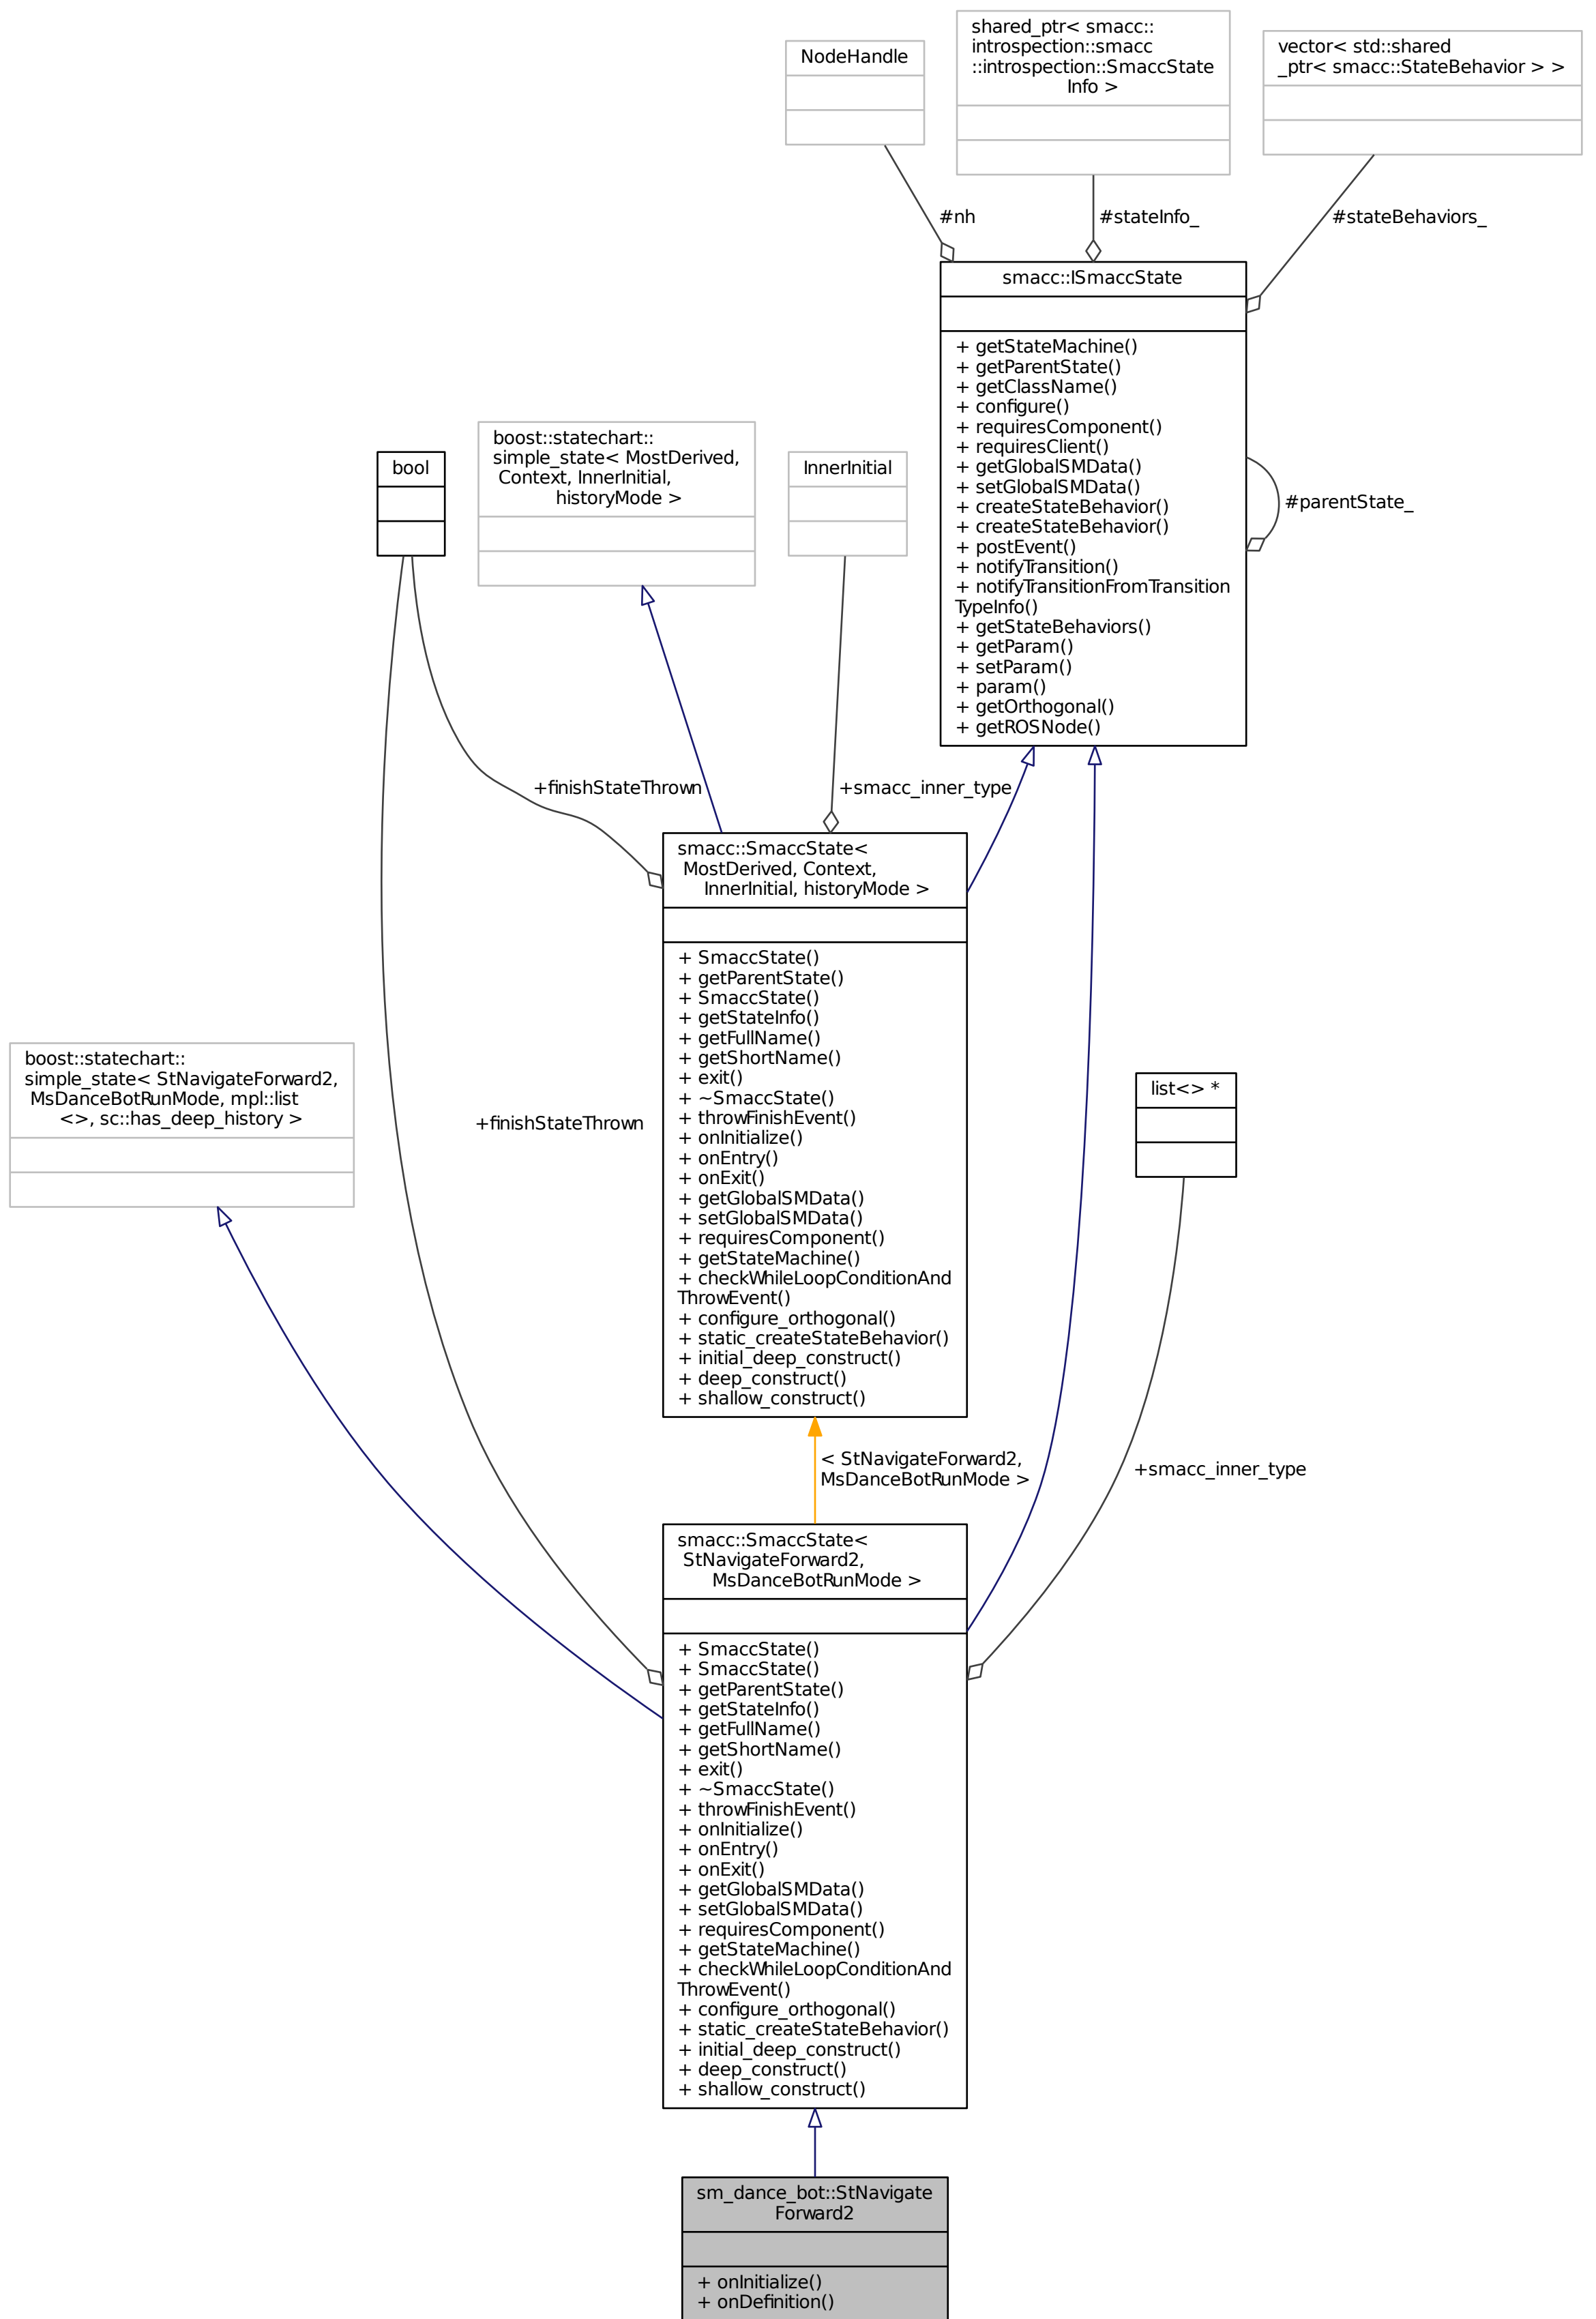 NodeHandle
shared_ptr< smacc::
introspection::smacc
::introspection::SmaccState
Info >
vector< std::shared
_ptr< smacc::StateBehavior > >
#nh
#stateInfo_
#stateBehaviors_
smacc::ISmaccState
+ getStateMachine()
+ getParentState()
+ getClassName()
+ configure()
+ requiresComponent()
+ requiresClient()
+ getGlobalSMData()
+ setGlobalSMData()
+ createStateBehavior()
+ createStateBehavior()
+ postEvent()
+ notifyTransition()
+ notifyTransitionFromTransition
TypeInfo()
+ getStateBehaviors()
+ getParam()
+ setParam()
+ param()
+ getOrthogonal()
+ getROSNode()
#parentState_
bool
boost::statechart::
simple_state< MostDerived,
Context, InnerInitial,
historyMode >
InnerInitial
+finishStateThrown
+smacc_inner_type
smacc::SmaccState<
MostDerived, Context,
InnerInitial, historyMode >
+ SmaccState()
+ getParentState()
+ SmaccState()
+ getStateInfo()
+ getFullName()
+ getShortName()
+ exit()
+ ~SmaccState()
+ throwFinishEvent()
+ onInitialize()
+ onEntry()
+ onExit()
+ getGlobalSMData()
+ setGlobalSMData()
+ requiresComponent()
+ getStateMachine()
+ checkWhileLoopConditionAnd
ThrowEvent()
+ configure_orthogonal()
+ static_createStateBehavior()
+ initial_deep_construct()
+ deep_construct()
+ shallow_construct()
boost::statechart::
simple_state< StNavigateForward2,
MsDanceBotRunMode, mpl::list
<>, sc::has_deep_history >
+finishStateThrown
list<> *
< StNavigateForward2,
MsDanceBotRunMode >
+smacc_inner_type
smacc::SmaccState<
StNavigateForward2,
MsDanceBotRunMode >
+ SmaccState()
+ SmaccState()
+ getParentState()
+ getStateInfo()
+ getFullName()
+ getShortName()
+ exit()
+ ~SmaccState()
+ throwFinishEvent()
+ onInitialize()
+ onEntry()
+ onExit()
+ getGlobalSMData()
+ setGlobalSMData()
+ requiresComponent()
+ getStateMachine()
+ checkWhileLoopConditionAnd
ThrowEvent()
+ configure_orthogonal()
+ static_createStateBehavior()
+ initial_deep_construct()
+ deep_construct()
+ shallow_construct()
sm_dance_bot::StNavigate
Forward2
+ onInitialize()
+ onDefinition()